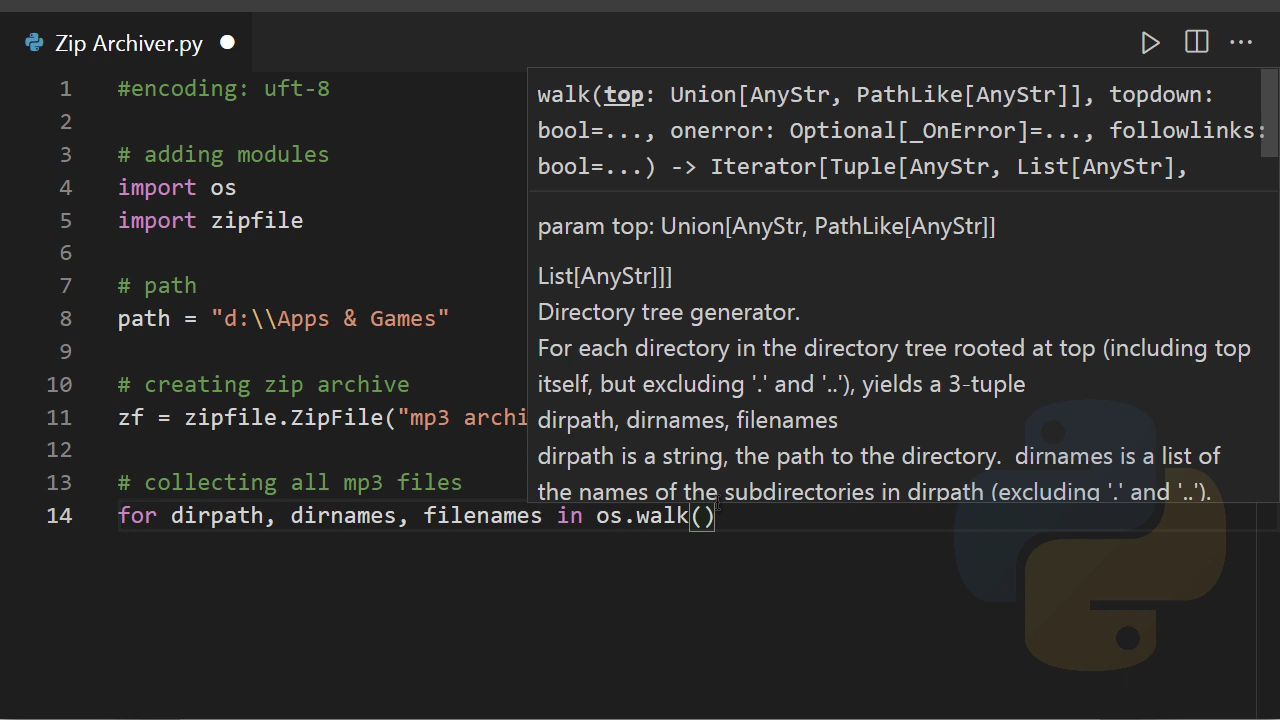 Zip Archiver.py
1 #encoding: uft-8
2
3 # adding modules
4 import os
5 import zipfile
6
7 # path
8 path = "d:\\Apps & Games"
9
10 # creating zip archive
11 zf = zipfile.ZipFile("mp3 archi
12
13 # collecting all mp3 files
14 for dirpath, dirnames, filenames in os.walk()
walk(top: Union[AnyStr, PathLike[AnyStr]], topdown:
bool=..., onerror: Optional[_OnError]=..., followlinks:
bool=...) -> Iterator[Tuple[AnyStr, List[AnyStr],
param top: Union[AnyStr, PathLike[AnyStr]]
List[AnyStr]]]
Directory tree generator.
For each directory in the directory tree rooted at top (including top
itself, but excluding '.' and '..'), yields a 3-tuple
dirpath, dirnames, filenames
dirpath is a string, the path to the directory.  dirnames is a list of
the names of the subdirectories in dirpath (excluding '.' and '..').